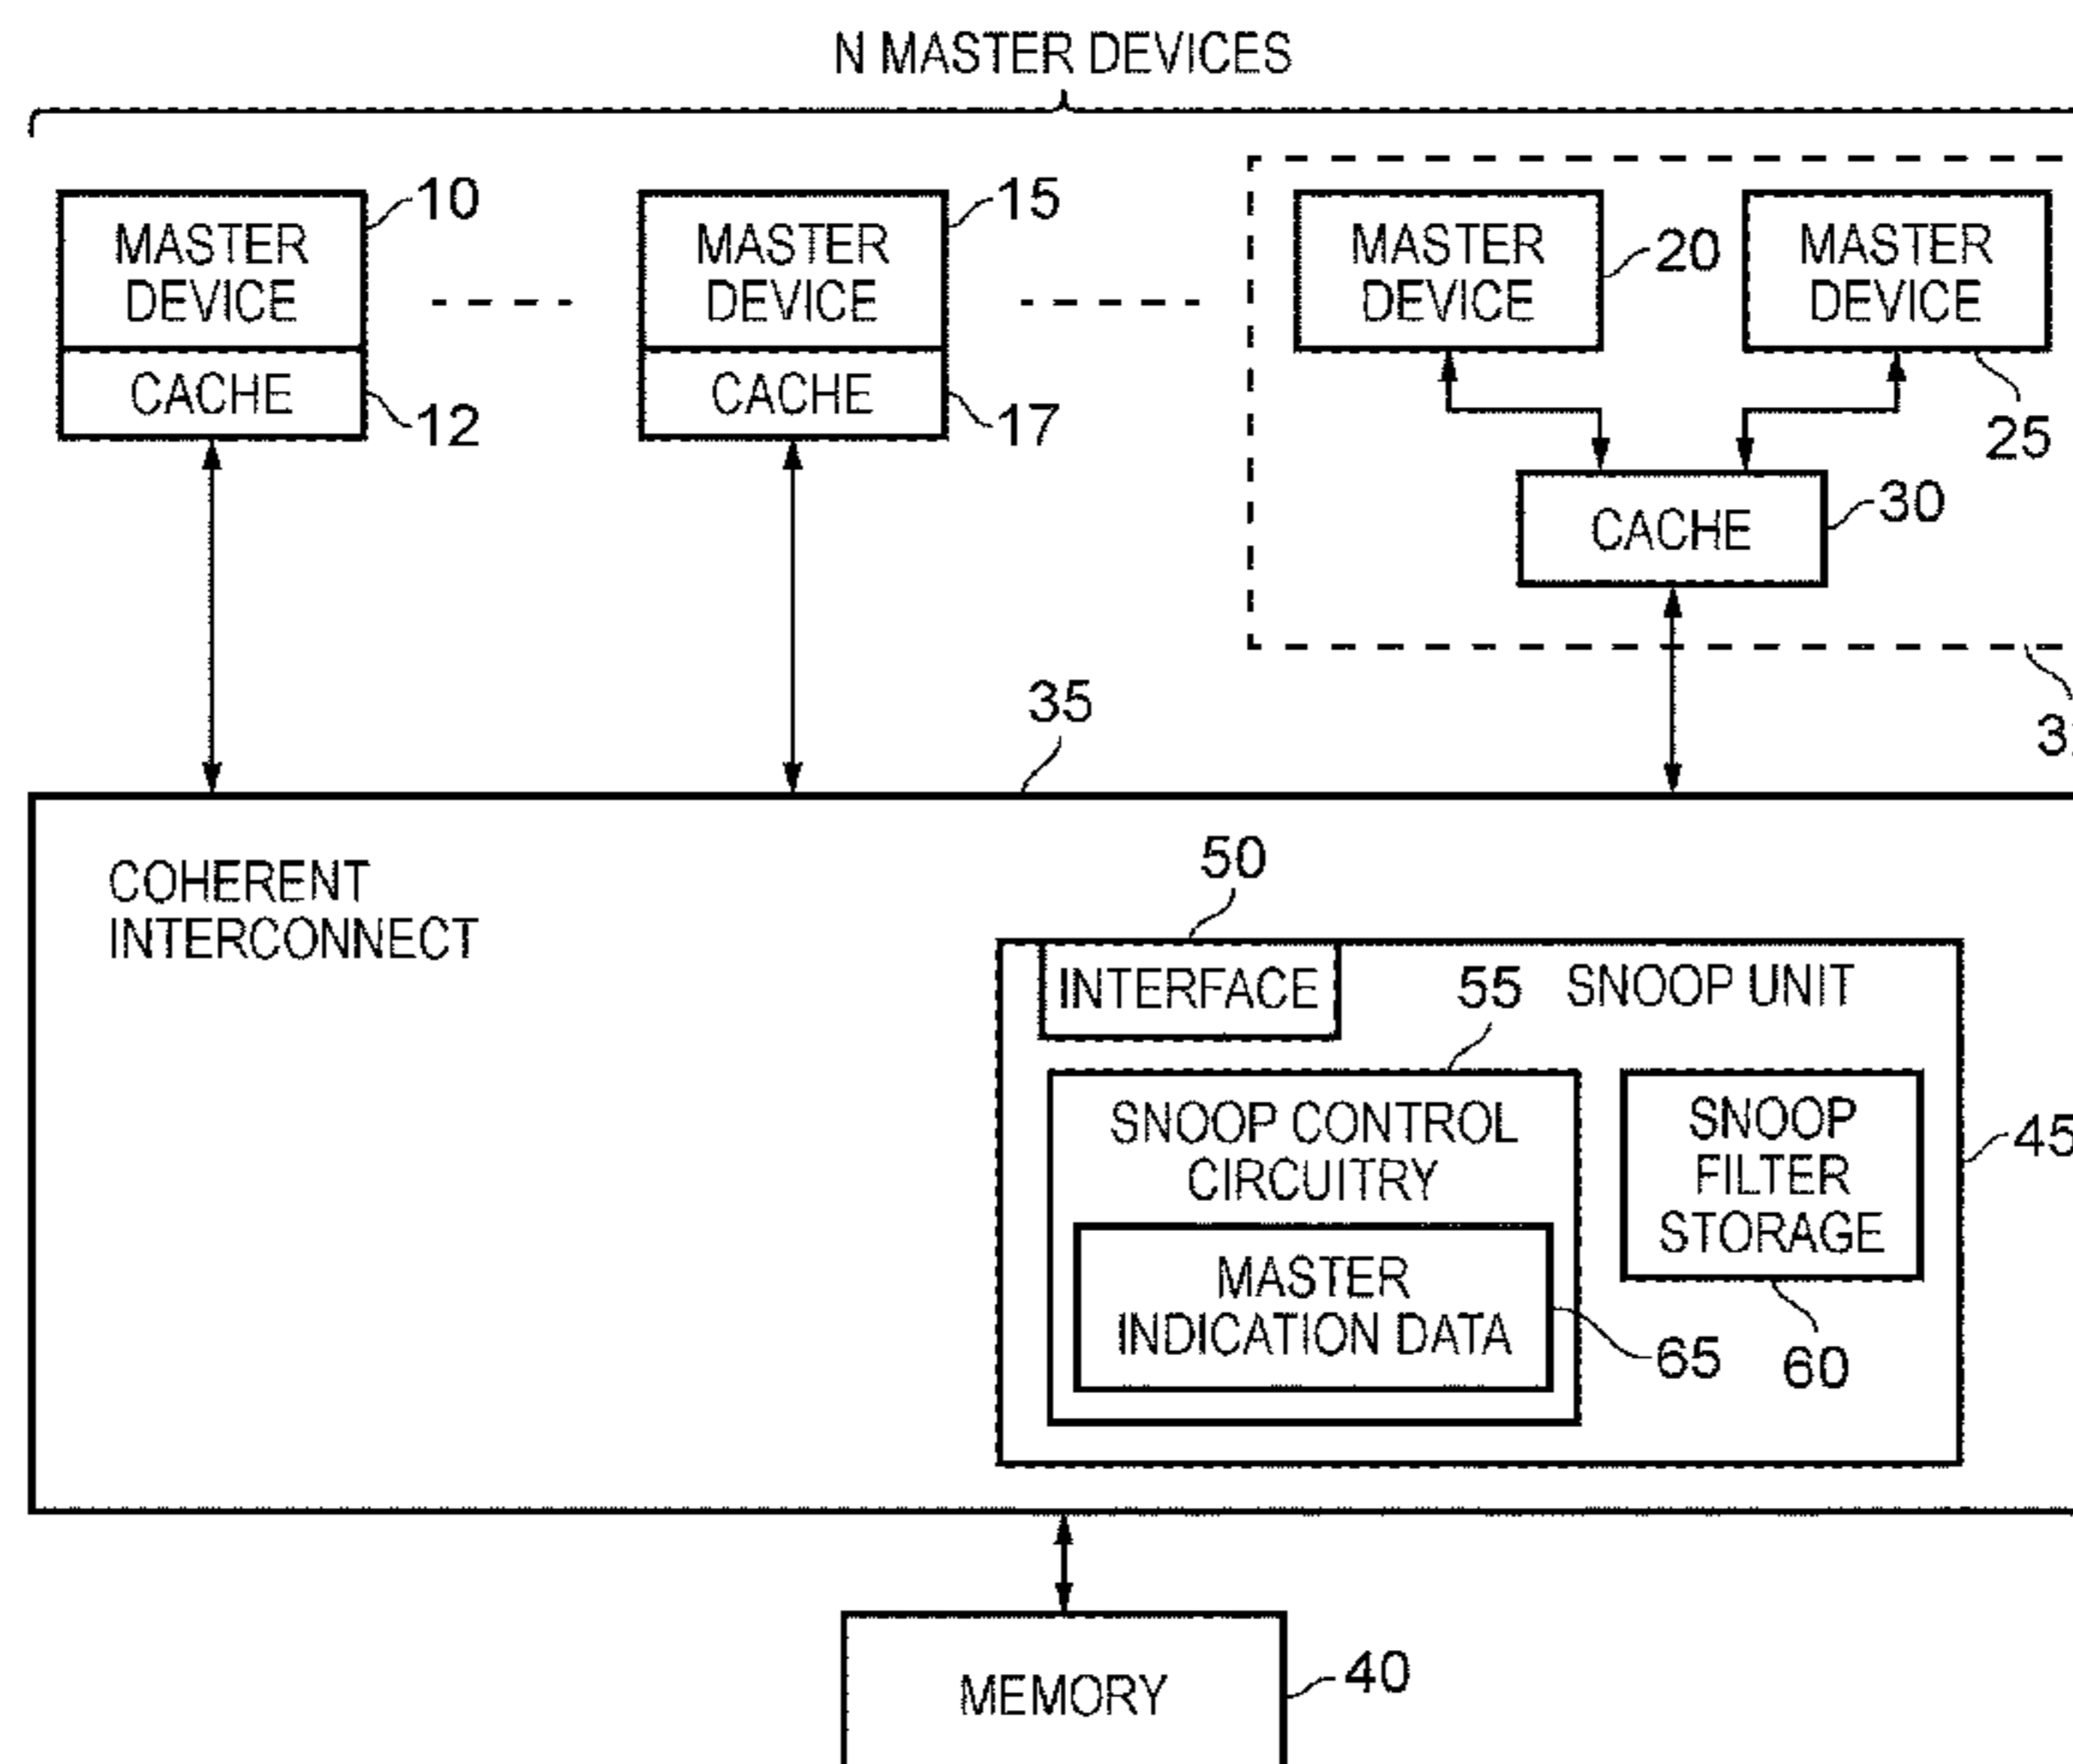 N MASTER DEVICES
MASTER
DEVICE
10
CACHE
12
MASTER
DEVICE
15
CACHE
17
MASTER
DEVICE
20
MASTER
DEVICE
25
CACHE
30
35
COHERENT
INTERCONNECT
50
INTERFACE
55
SNOOP UNIT
SNOOP CONTROL
CIRCUITRY
MASTER
INDICATION DATA
65
SNOOP
FILTER
STORAGE
60
45
MEMORY
40